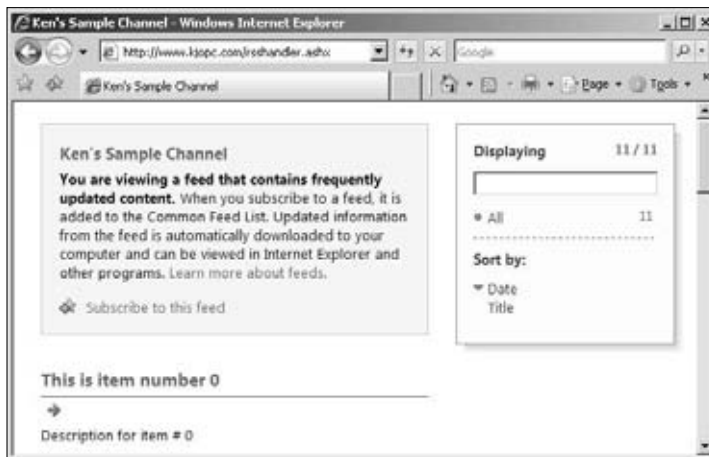 Ken's Sample Channel - Windows Internet Explorer
http://www.kjopc.com/rsshandler.ashx
Google
Ken's Sample Channel
Page
Tools
Ken's Sample Channel
You are viewing a feed that contains frequently
updated content. When you subscribe to a feed, it is
added to the Common Feed List. Updated information
from the feed is automatically downloaded to your
computer and can be viewed in Internet Explorer and
other programs. Learn more about feeds.
Subscribe to this feed
Displaying 11 / 11
All 11
Sort by:
Date
Title
This is item number 0
Description for item # 0